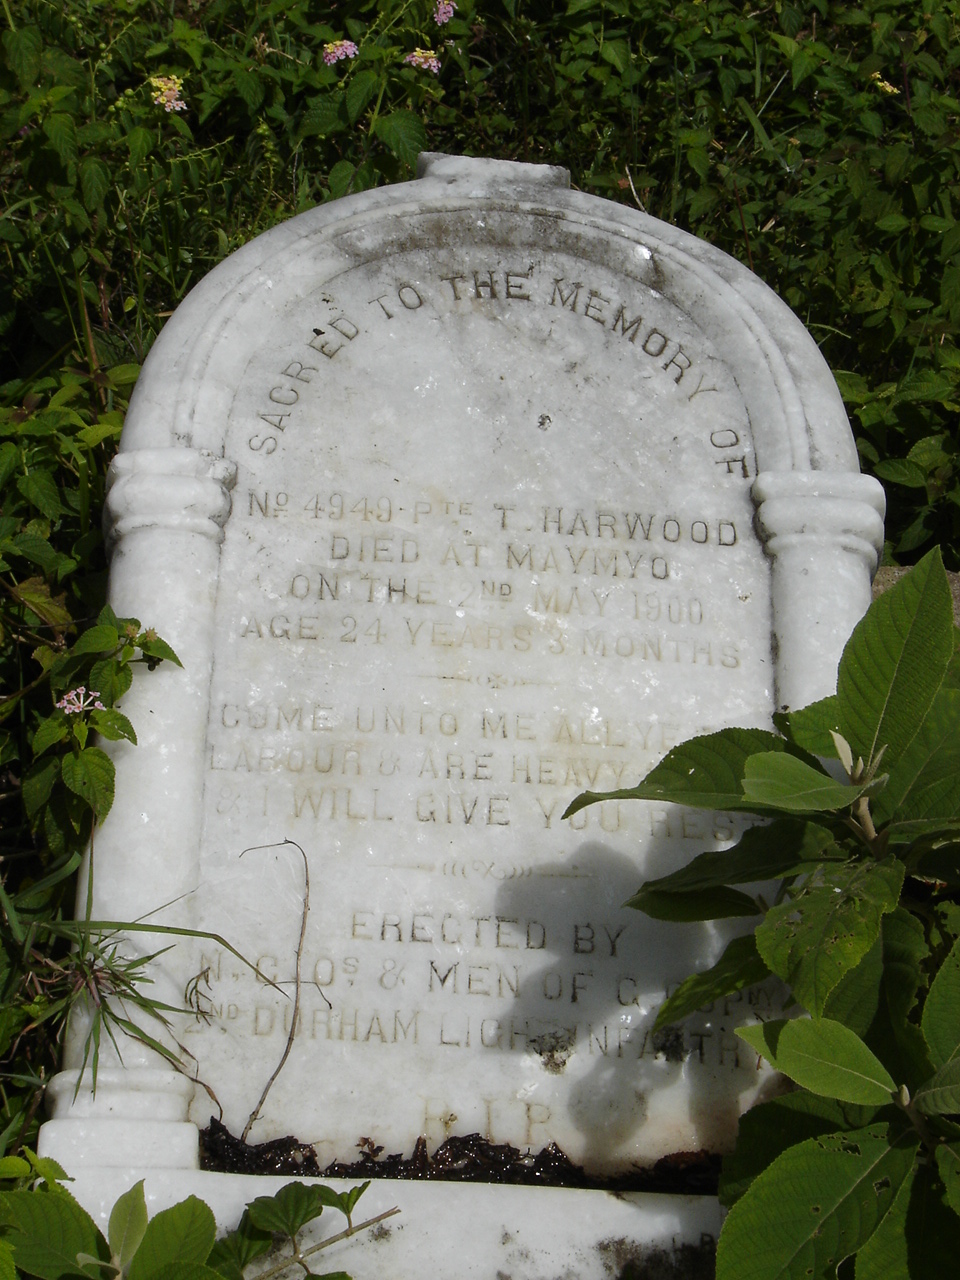 SACRED TO THE MEMORY OF
No. 4949 PTE T. HARWOOD
DIED AT MAYMYO
ON THE 2ND MAY 1900
AGE 24 YEARS 3 MONTHS
COME UNTO ME ALL YE
LABOUR & ARE HEAVY
& I WILL GIVE YOU REST
ERECTED BY
N. C. Os & MEN OF G. COPNY
2ND DURHAM LIGHT INFANTRY
R.I.P.